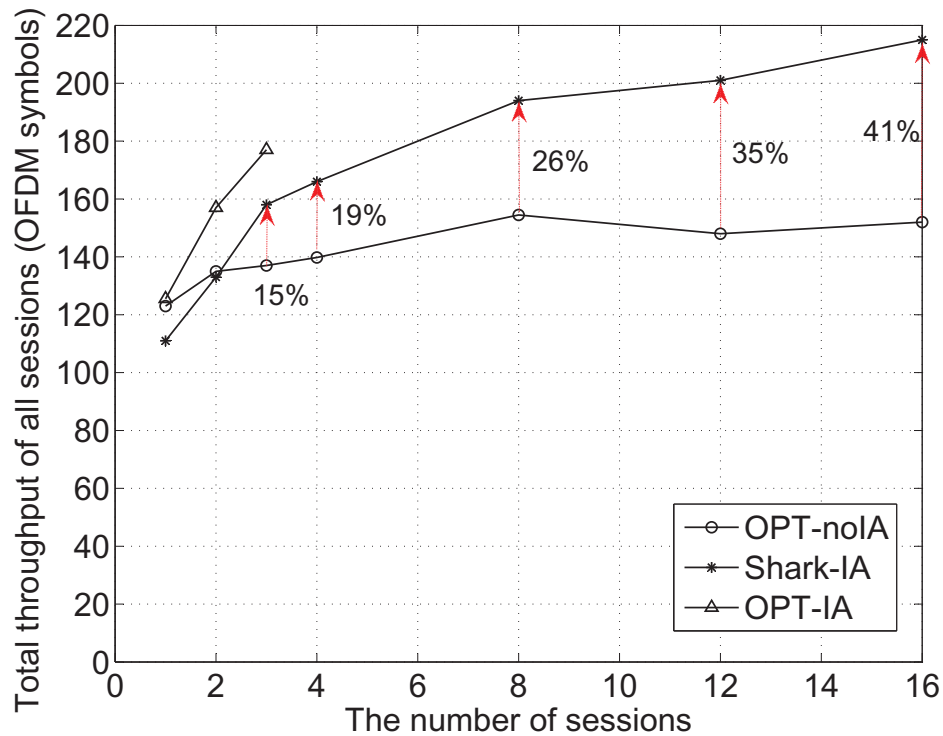 Total throughput of all sessions (OFDM symbols)
220
200
180
160
140
120
100
80
60
40
20
0
41%
35%
26%
19%
15%
OPT-noIA
Shark-IA
OPT-IA
0 2 4 6 8 10 12 14 16
The number of sessions